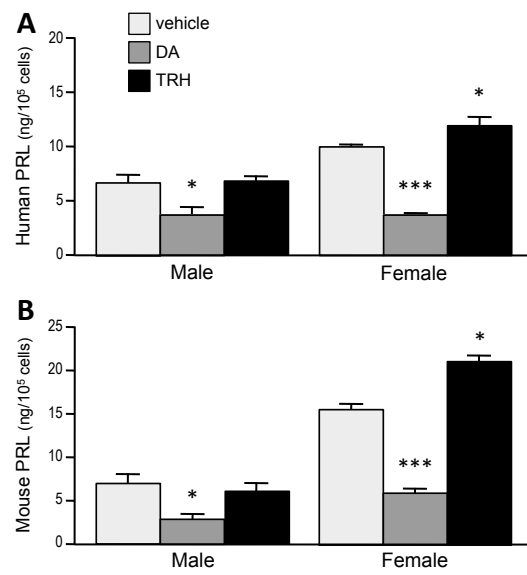 A
vehicle
DA
TRH
Human PRL (ng/10⁵ cells)
20
15
10
5
0
*
***
*
Male
Female
B
Mouse PRL (ng/10⁵ cells)
25
20
15
10
5
0
*
***
*
Male
Female